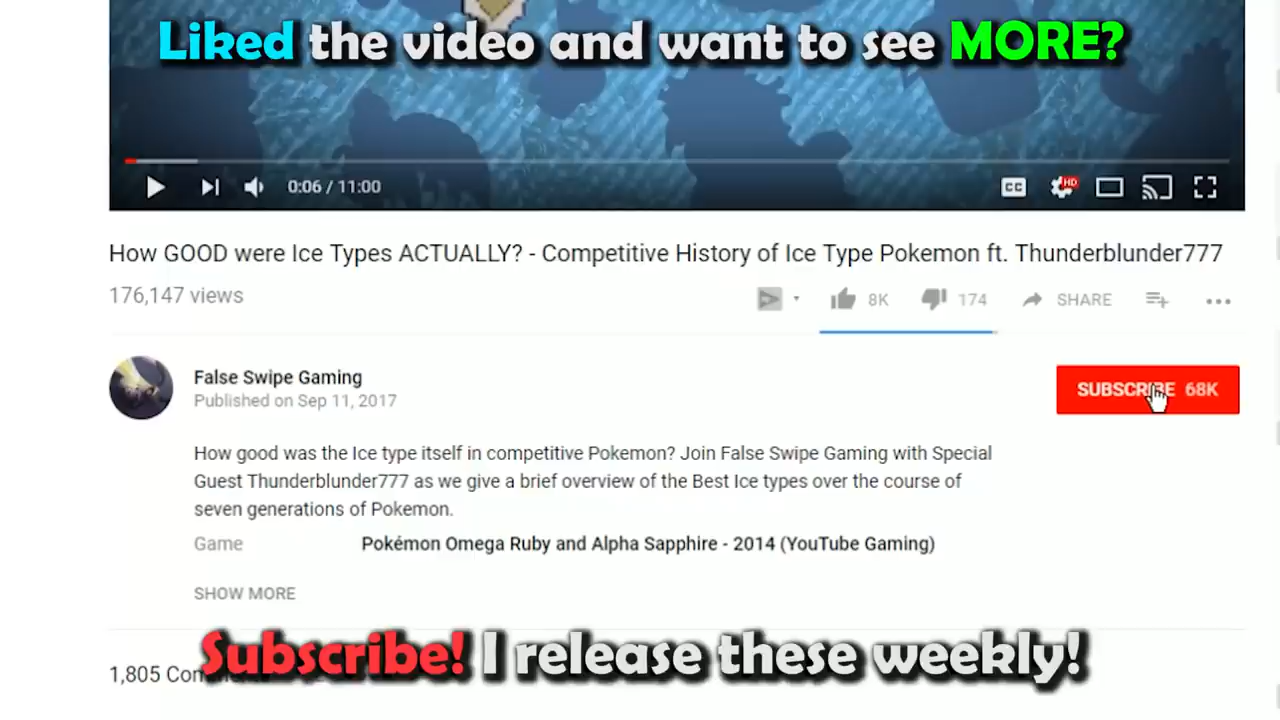 Liked the video and want to see MORE?
0:06 / 11:00
CC
HD
How GOOD were Ice Types ACTUALLY? - Competitive History of Ice Type Pokemon ft. Thunderblunder777
176,147 views
8K
174
SHARE
False Swipe Gaming
SUBSCRIBE 68K
Published on Sep 11, 2017
How good was the Ice type itself in competitive Pokemon? Join False Swipe Gaming with Special
Guest Thunderblunder777 as we give a brief overview of the Best Ice types over the course of
seven generations of Pokemon.
Game Pokémon Omega Ruby and Alpha Sapphire - 2014 (YouTube Gaming)
SHOW MORE
Subscribe! I release these weekly!
1,805